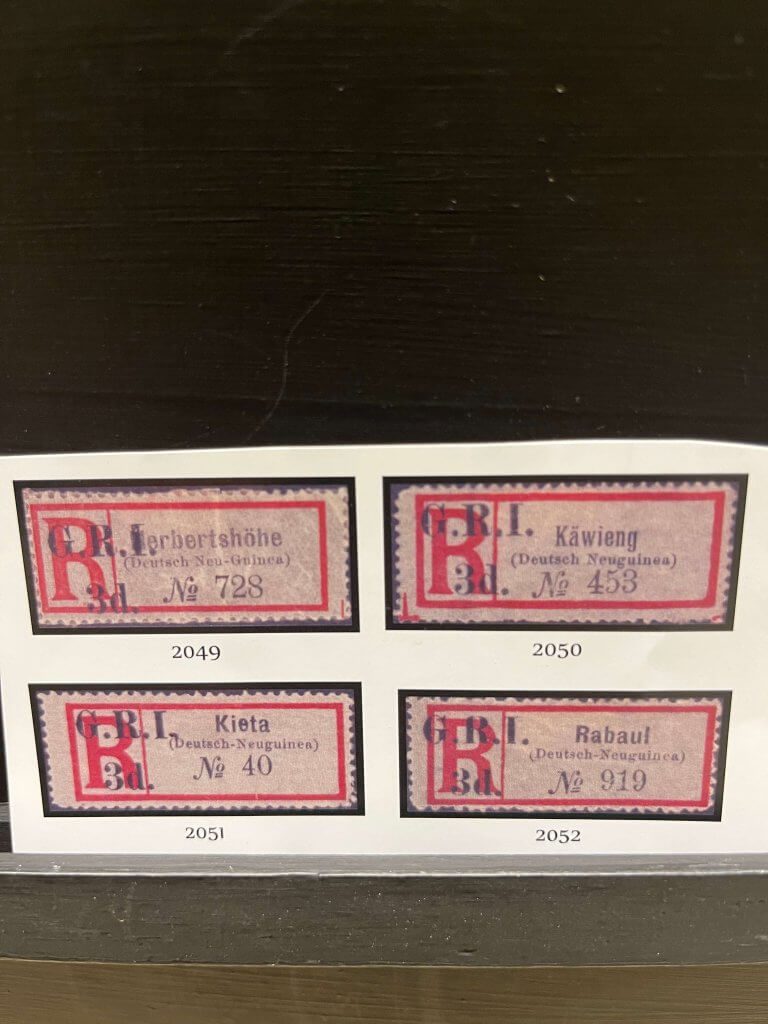 G.R.I. Herbertshöhe
(Deutsch Neu-Guinea)
R 3d. № 728
2049
G.R.I. Käwieng
(Deutsch Neuguinea)
R 3d. № 453
2050
G.R.I. Kieta
(Deutsch-Neuguinea)
R 3d. № 40
2051
G.R.I. Rabaul
(Deutsch-Neuguinea)
R 3d. № 919
2052